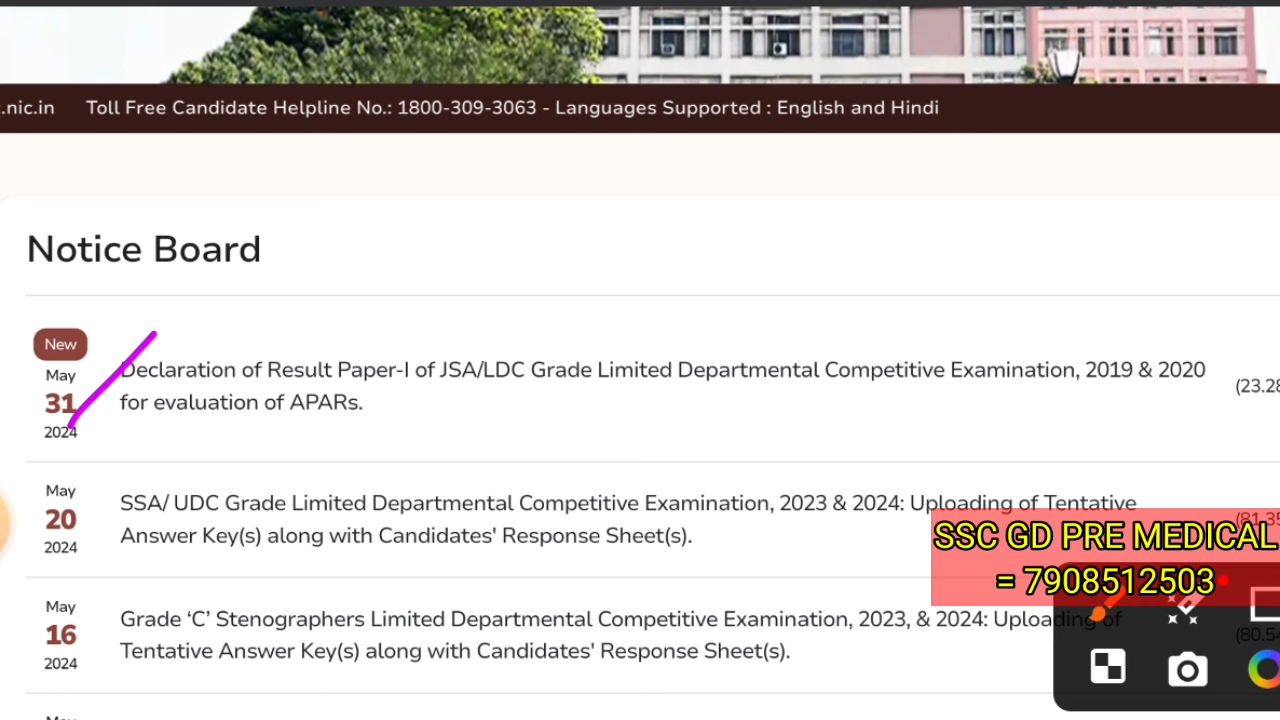 .nic.in Toll Free Candidate Helpline No.: 1800-309-3063 - Languages Supported : English and Hindi
Notice Board
New
May
31
2024
Declaration of Result Paper-I of JSA/LDC Grade Limited Departmental Competitive Examination, 2019 & 2020
for evaluation of APARs.
(23.28
May
20
2024
SSA/ UDC Grade Limited Departmental Competitive Examination, 2023 & 2024: Uploading of Tentative
Answer Key(s) along with Candidates' Response Sheet(s).
(81.35
SSC GD PRE MEDICAL
= 7908512503
May
16
2024
Grade ‘C’ Stenographers Limited Departmental Competitive Examination, 2023, & 2024: Uploading of
Tentative Answer Key(s) along with Candidates' Response Sheet(s).
(80.54